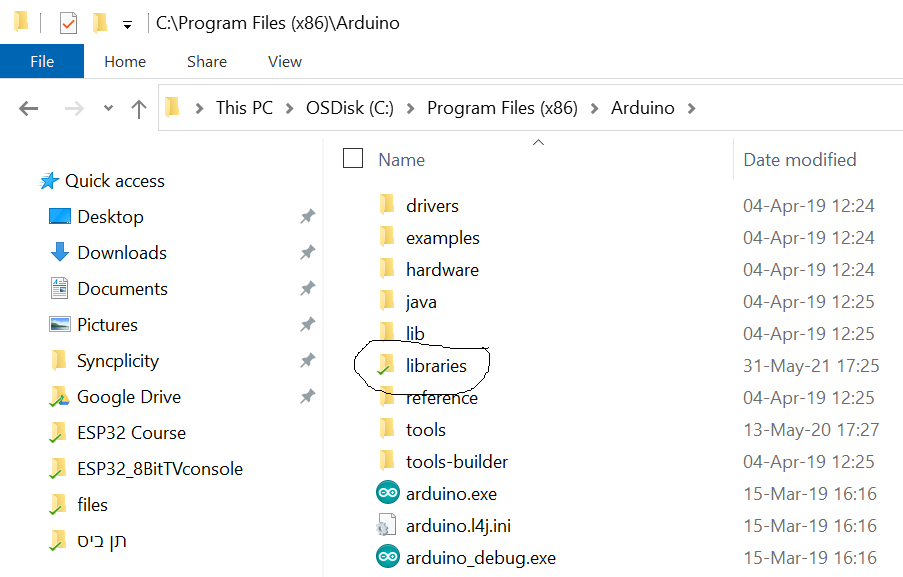 C:\Program Files (x86)\Arduino
File Home Share View
This PC OSDisk (C:) Program Files (x86) Arduino
Name Date modified
Quick access
Desktop
Downloads
Documents
Pictures
Syncplicity
Google Drive
ESP32 Course
ESP32_8BitTVconsole
files
תן ביס
drivers 04-Apr-19 12:24
examples 04-Apr-19 12:24
hardware 04-Apr-19 12:24
java 04-Apr-19 12:25
lib 04-Apr-19 12:25
libraries 31-May-21 17:25
reference 04-Apr-19 12:25
tools 13-May-20 17:27
tools-builder 04-Apr-19 12:25
arduino.exe 15-Mar-19 16:16
arduino.l4j.ini 15-Mar-19 16:16
arduino_debug.exe 15-Mar-19 16:16